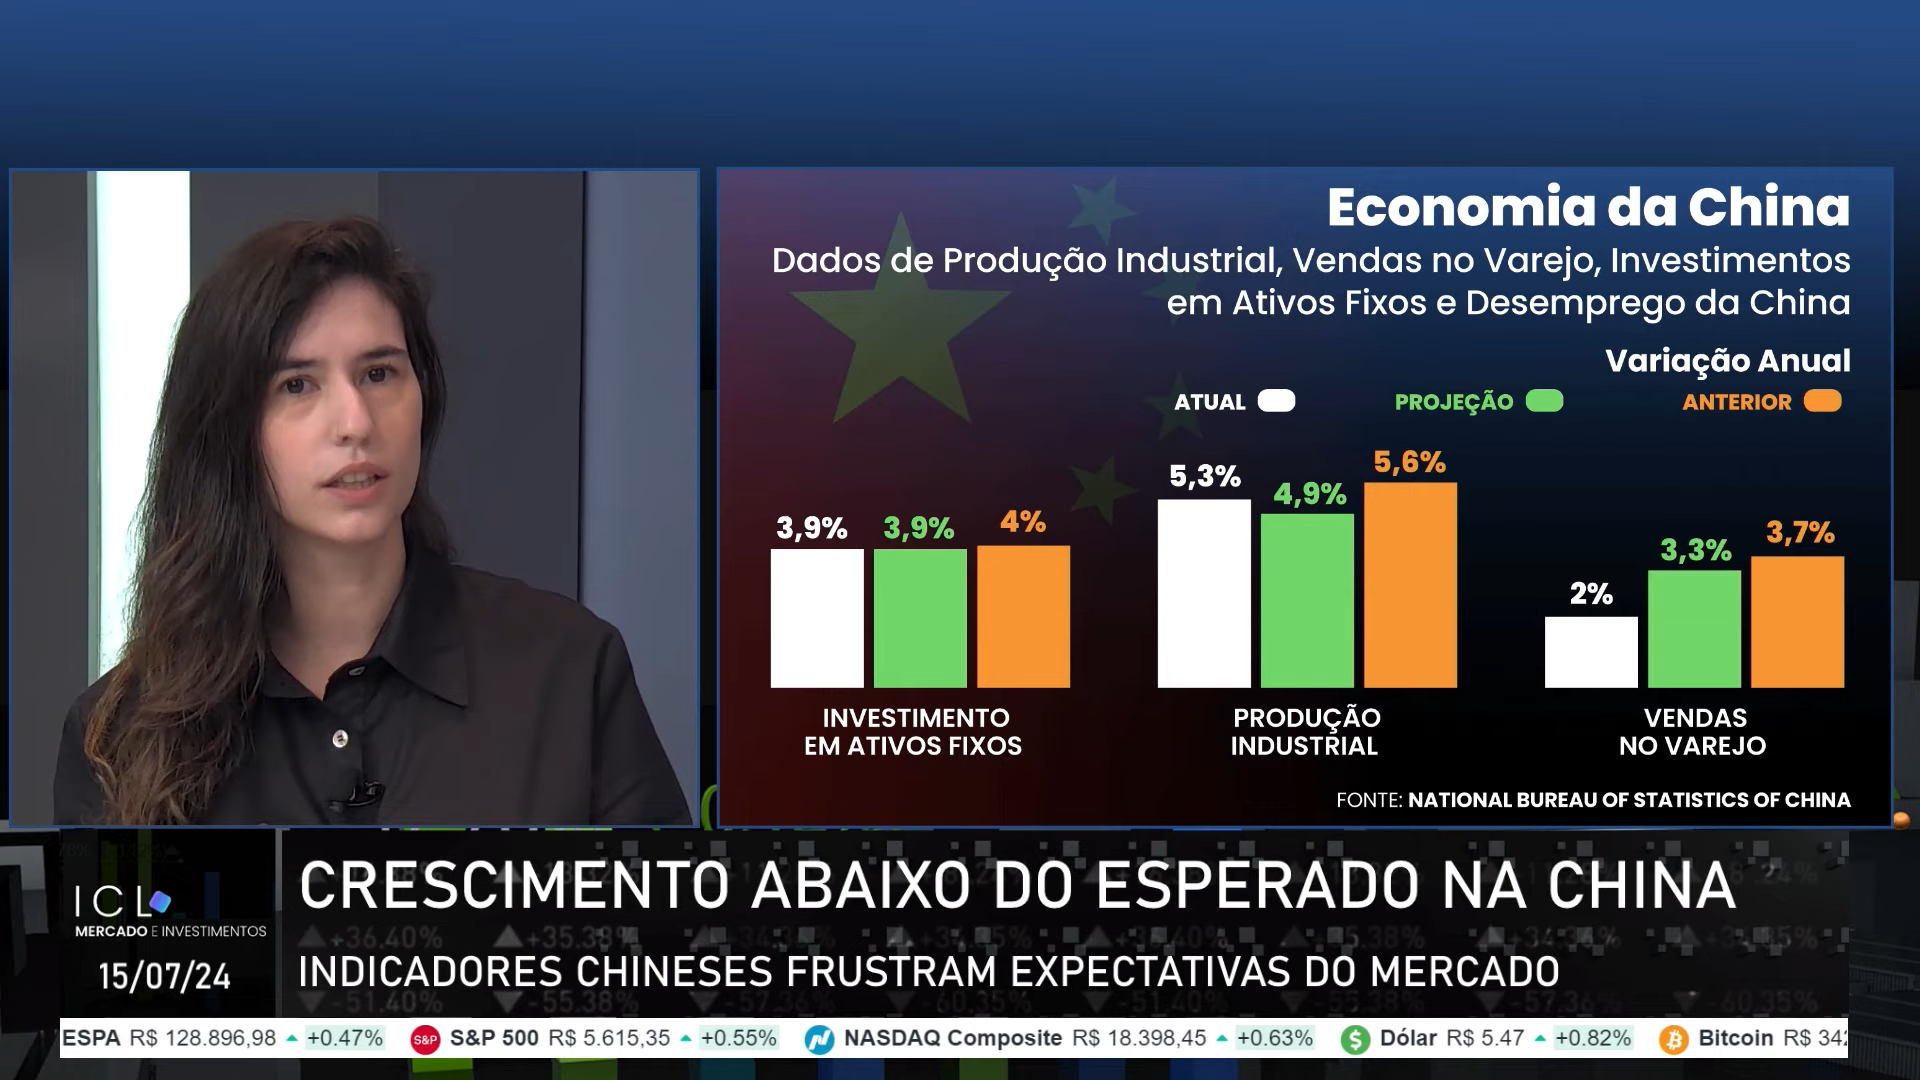 Economia da China
Dados de Produção Industrial, Vendas no Varejo, Investimentos
em Ativos Fixos e Desemprego da China
Variação Anual
ATUAL
PROJEÇÃO
ANTERIOR
3,9%
3,9%
4%
5,3%
4,9%
5,6%
2%
3,3%
3,7%
INVESTIMENTO
EM ATIVOS FIXOS
PRODUÇÃO
INDUSTRIAL
VENDAS
NO VAREJO
FONTE: NATIONAL BUREAU OF STATISTICS OF CHINA
ICL
MERCADO E INVESTIMENTOS
15/07/24
CRESCIMENTO ABAIXO DO ESPERADO NA CHINA
INDICADORES CHINESES FRUSTRAM EXPECTATIVAS DO MERCADO
ESPA R$ 128.896,98 +0.47% S&P S&P 500 R$ 5.615,35 +0.55% NASDAQ Composite R$ 18.398,45 +0.63% $ Dólar R$ 5.47 +0.82% Bitcoin R$ 342